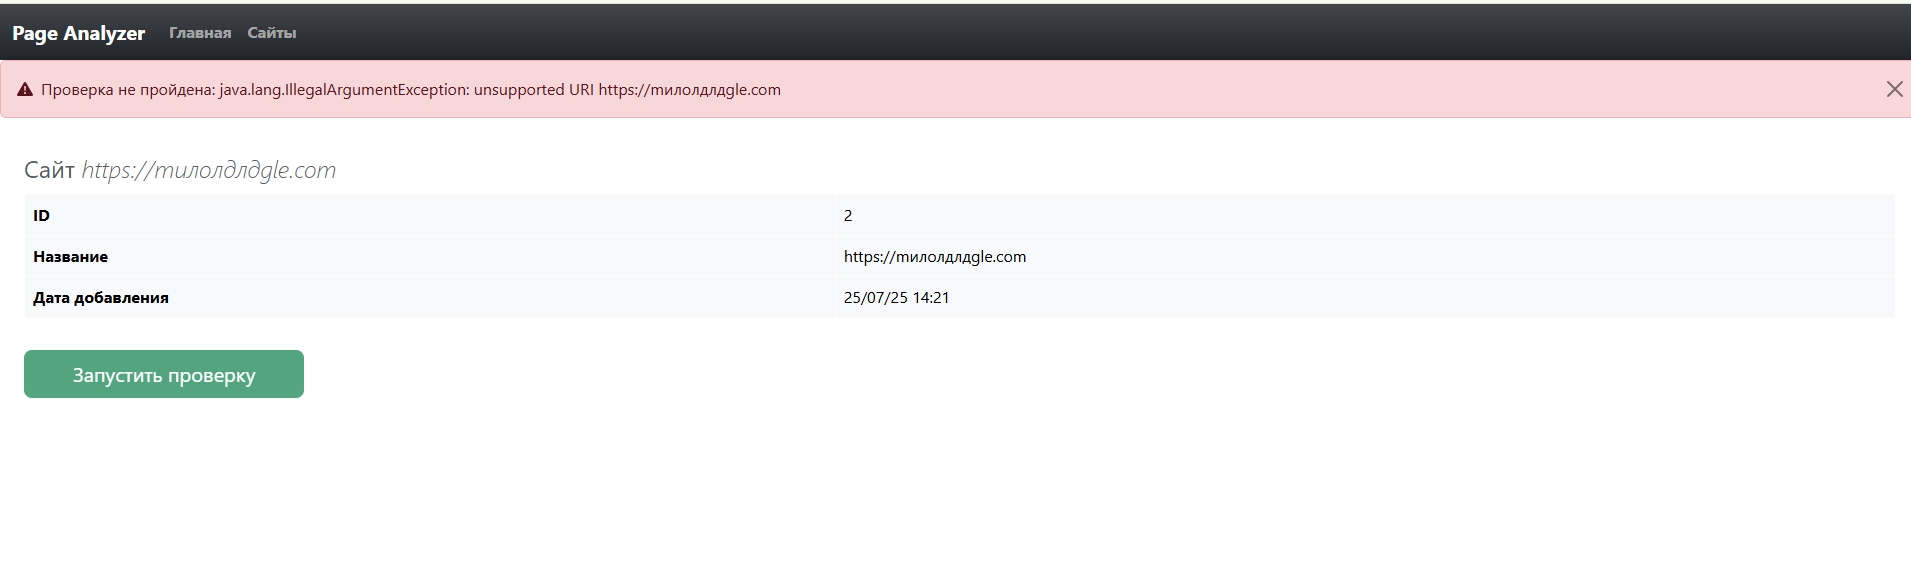 Page Analyzer Главная Сайты
Проверка не пройдена: java.lang.IllegalArgumentException: unsupported URI https://милолдлдgle.com
Сайт https://милолдлдgle.com
ID 2
Название https://милолдлдgle.com
Дата добавления 25/07/25 14:21
Запустить проверку